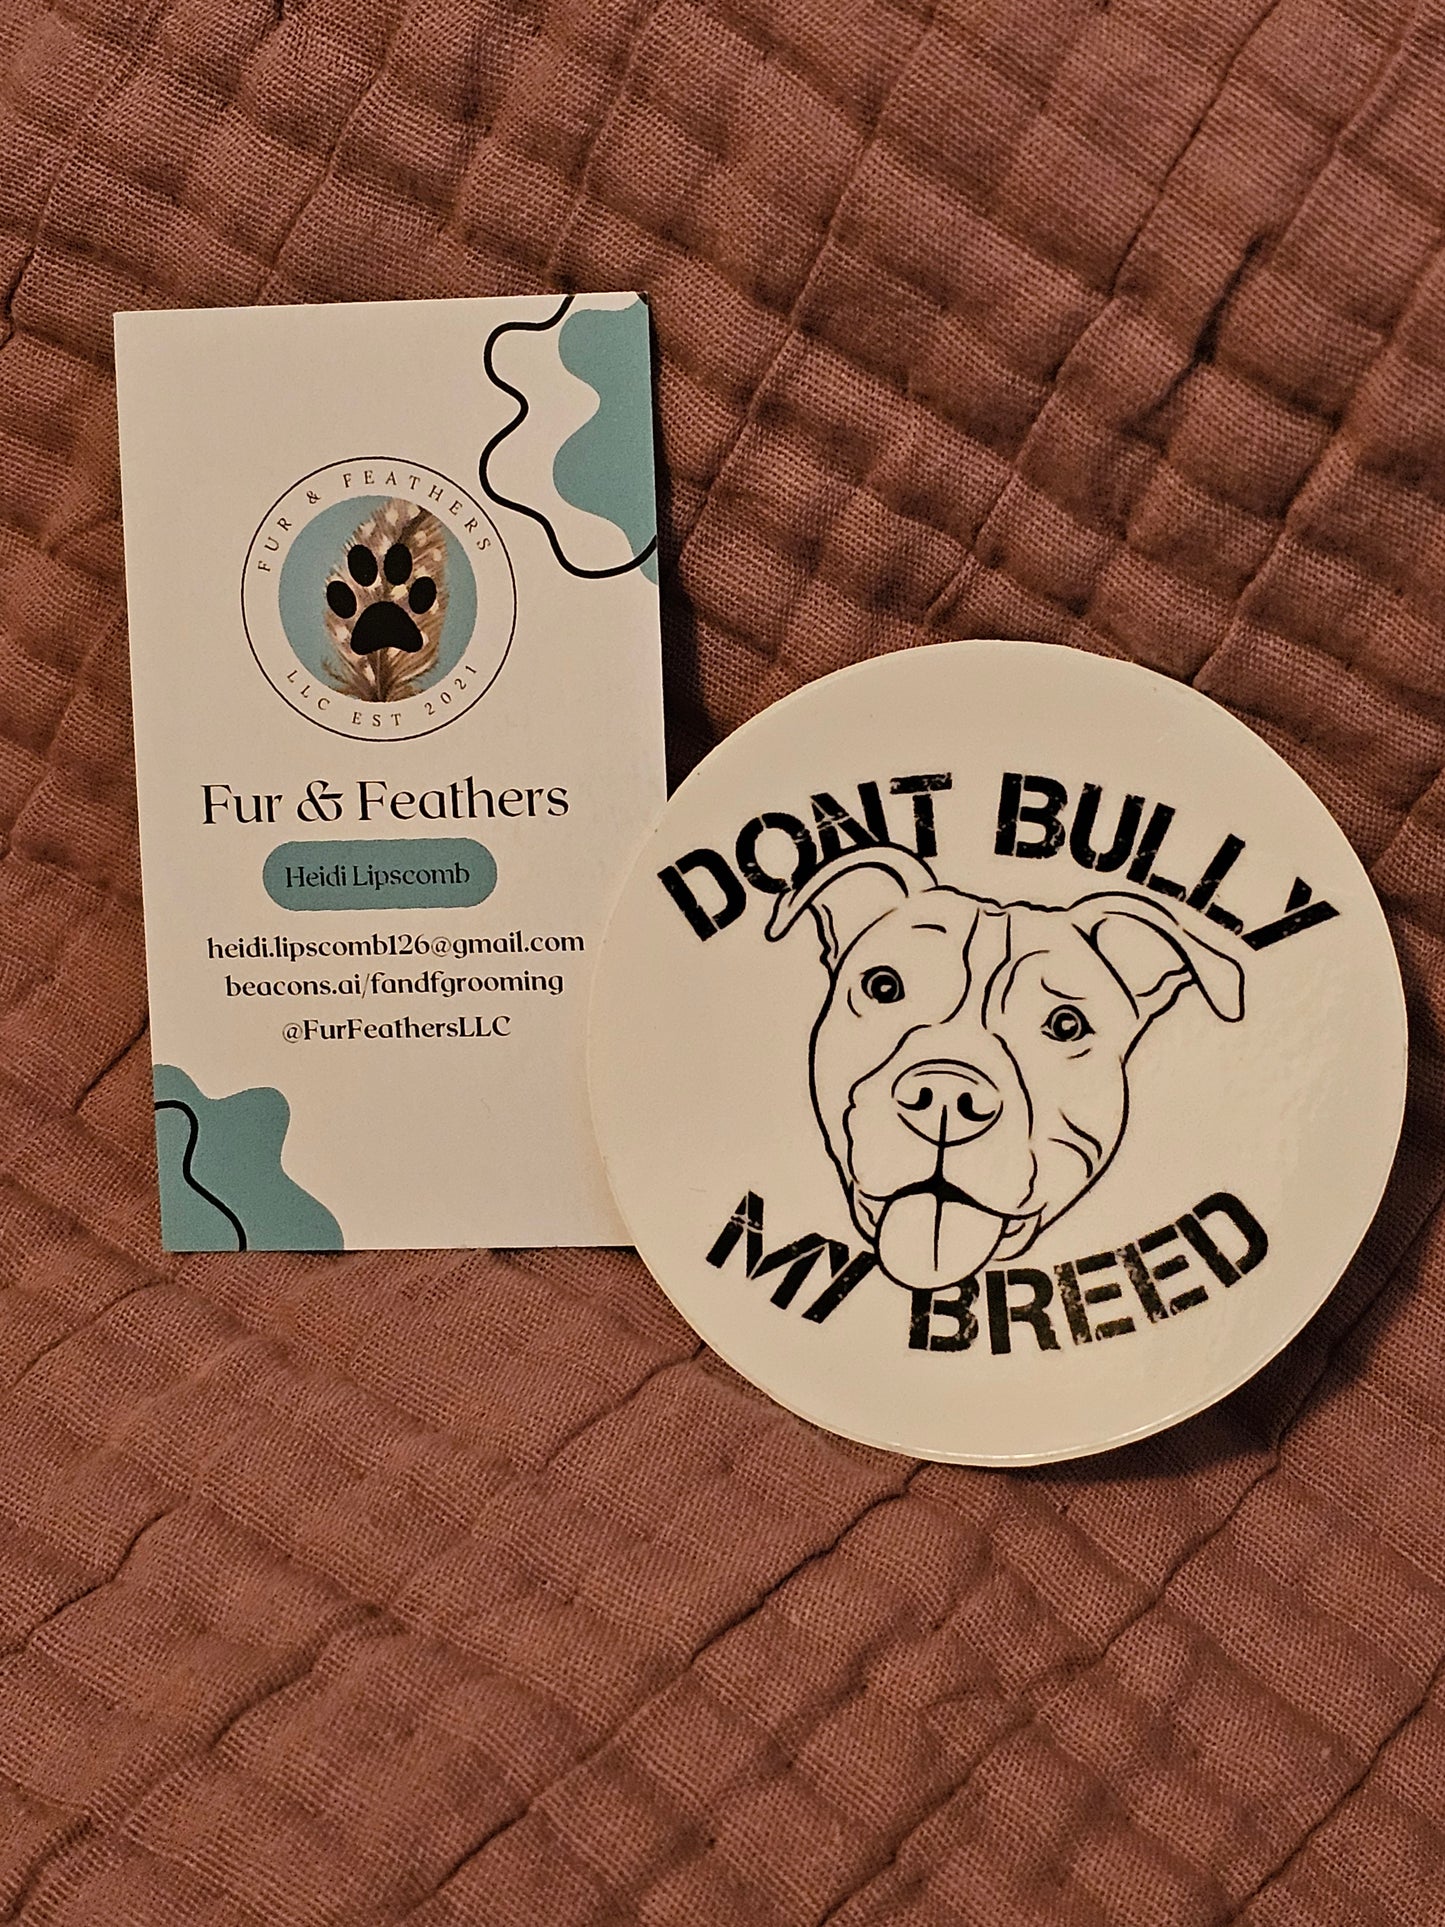 FUR & FEATHERS
LLC EST 2021
Fur & Feathers
Heidi Lipscomb
heidi.lipscomb126@gmail.com
beacons.ai/fandfgrooming
@FurFeathersLLC
DONT BULLY
MY BREED